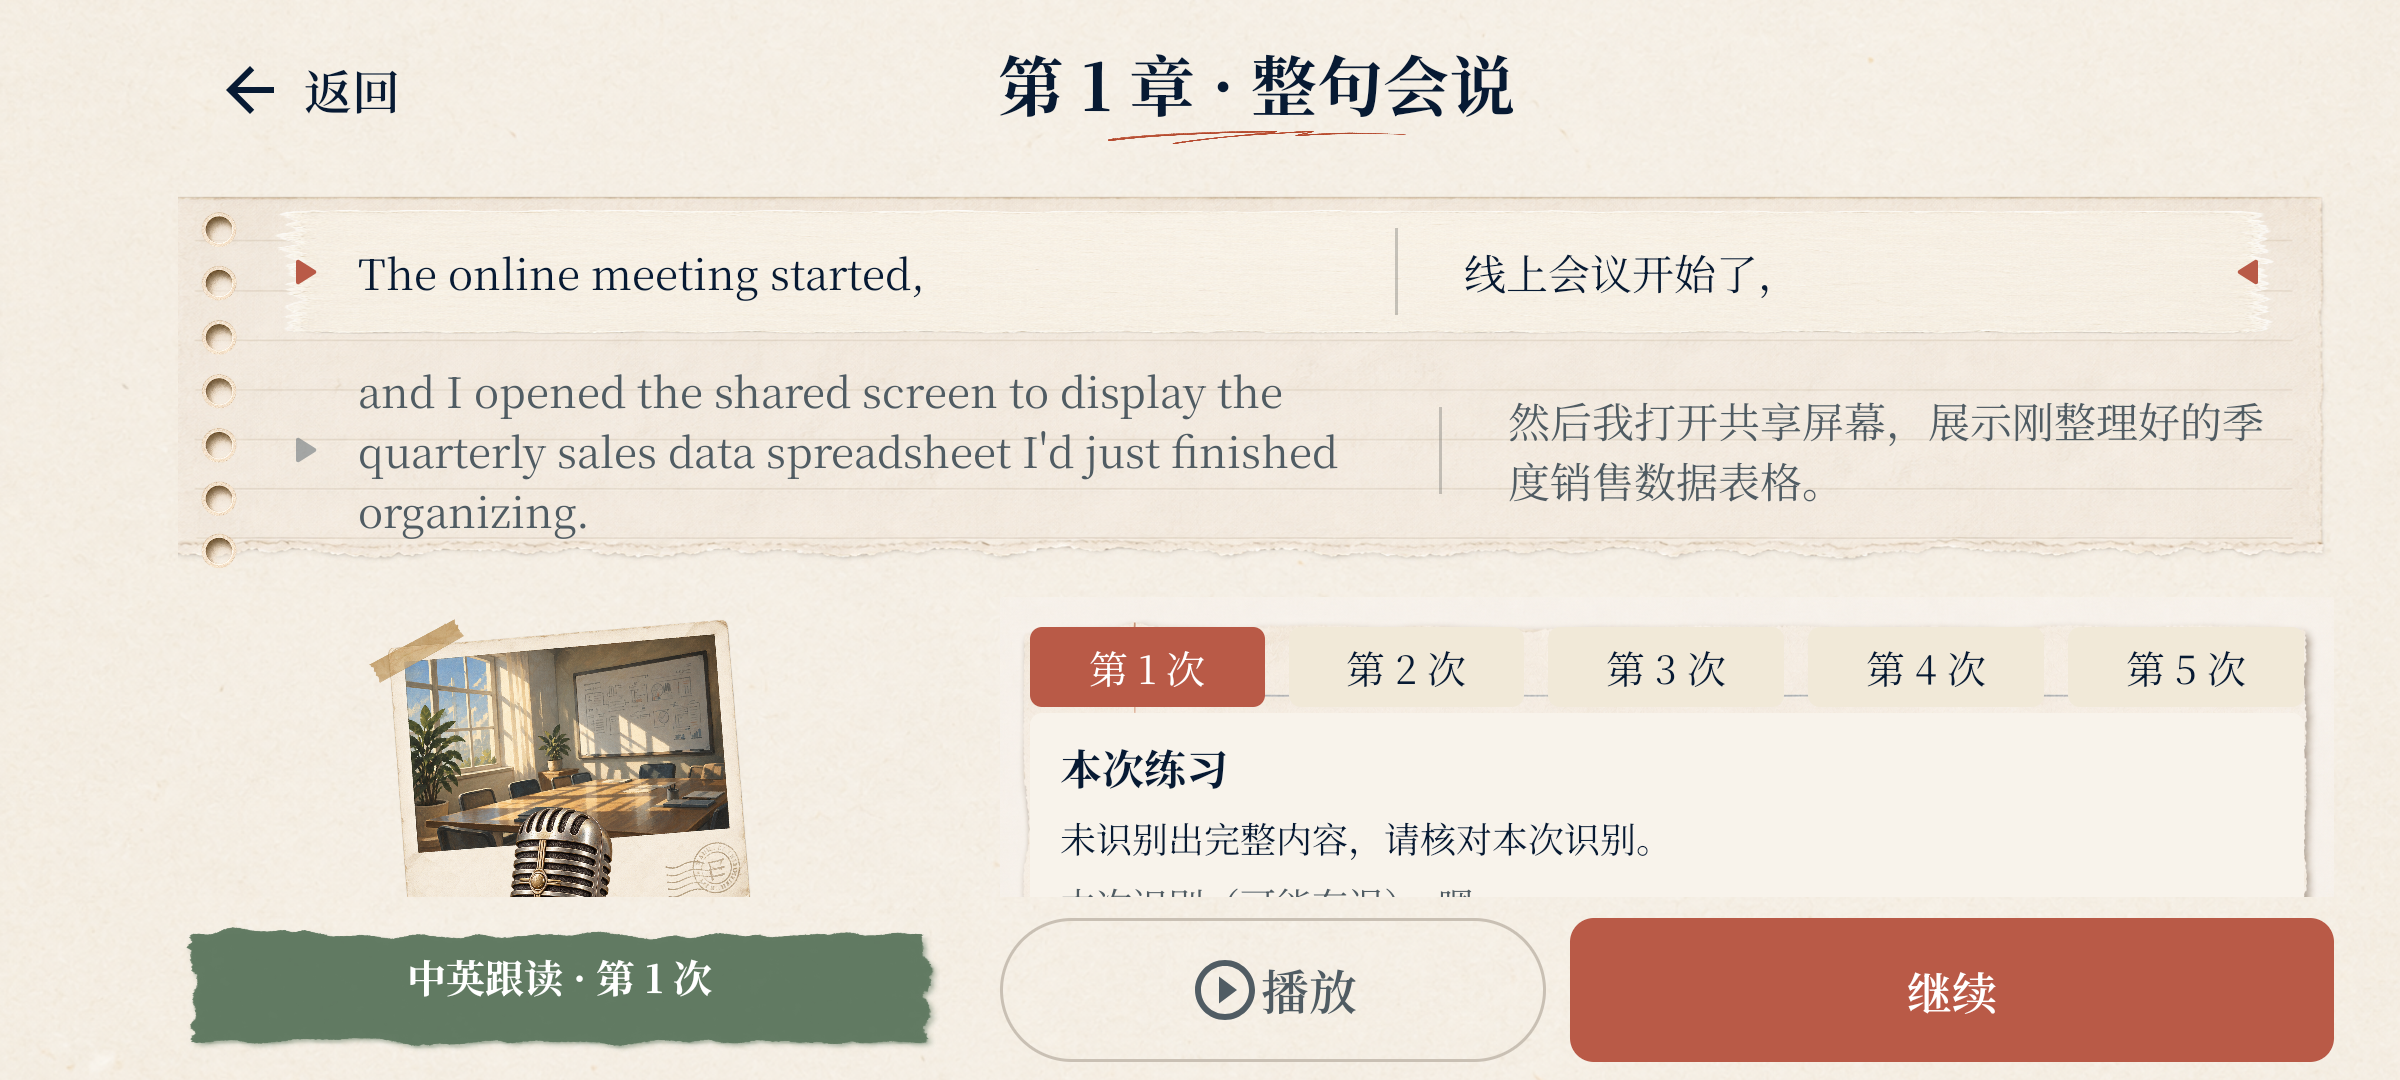 返回
第 1 章 · 整句会说
The online meeting started,
线上会议开始了，
and I opened the shared screen to display the
quarterly sales data spreadsheet I'd just finished
organizing.
然后我打开共享屏幕，展示刚整理好的季
度销售数据表格。
第 1 次
第 2 次
第 3 次
第 4 次
第 5 次
本次练习
未识别出完整内容，请核对本次识别。
中英跟读 · 第 1 次
播放
继续